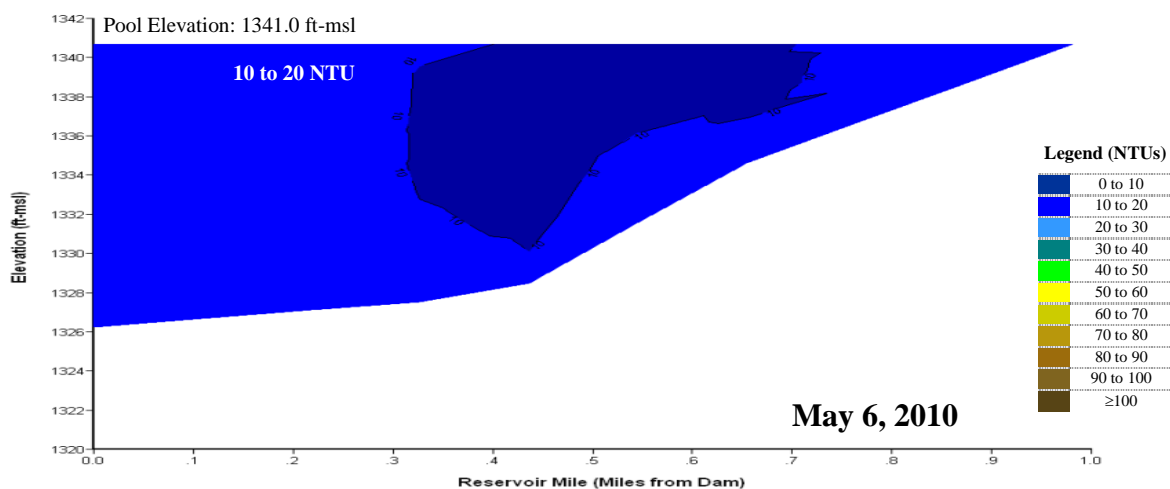 Pool Elevation: 1341.0 ft-msl
1342
1340
1338
1336
1334
1332
1330
1328
1326
1324
1322
1320
Elevation (ft-msl)
10 to 20 NTU
May 6, 2010
0.0 .1 .2 .3 .4 .5 .6 .7 .8 .9 1.0
Reservoir Mile (Miles from Dam)
Legend (NTUs)
0 to 10
10 to 20
20 to 30
30 to 40
40 to 50
50 to 60
60 to 70
70 to 80
80 to 90
90 to 100
≥100